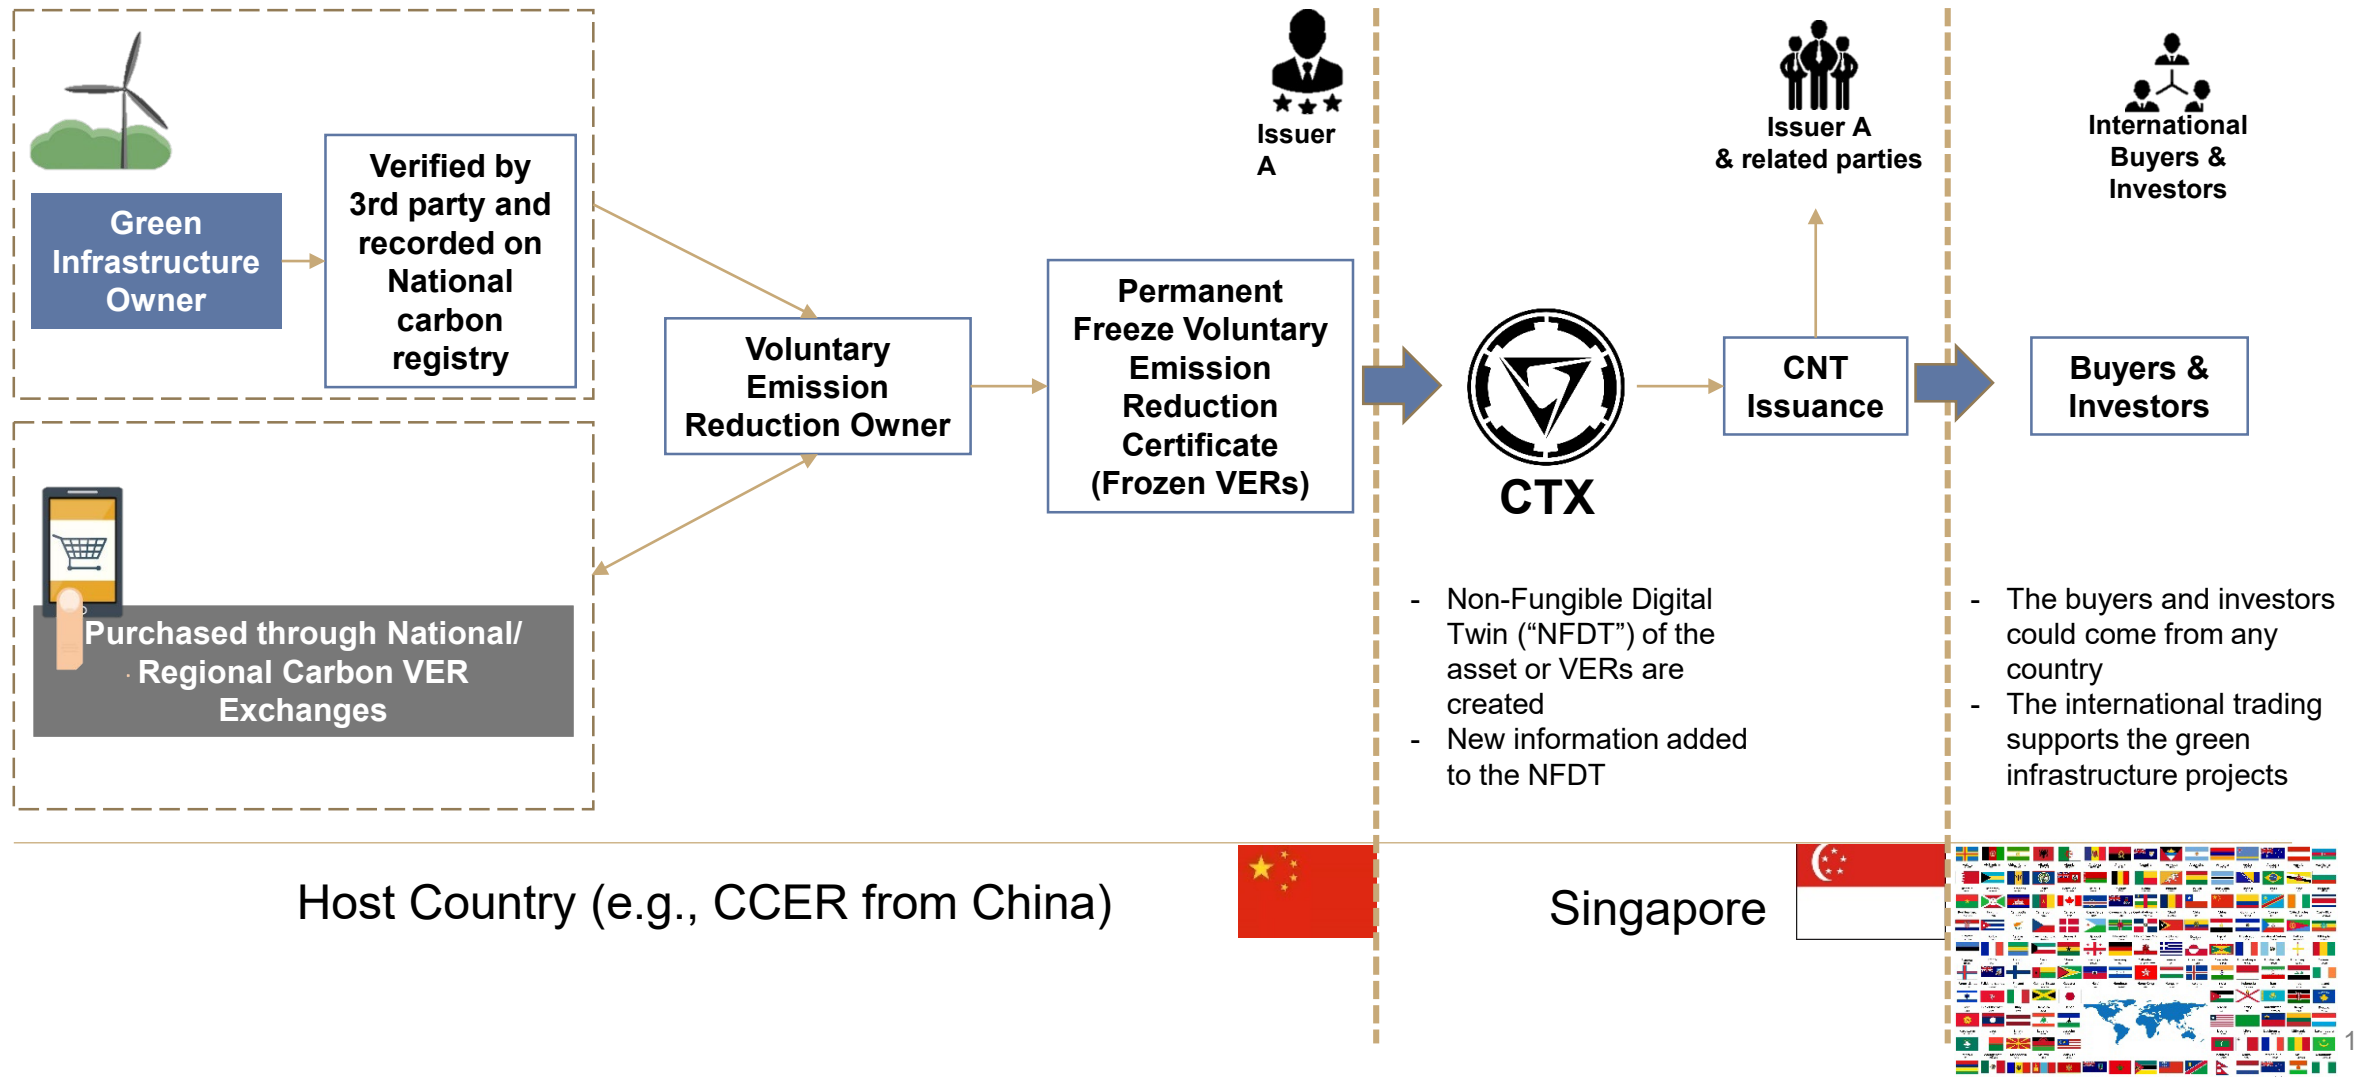 Green
Infrastructure
Owner
Verified by
3rd party and
recorded on
National
carbon
registry
Purchased through National/
Regional Carbon VER
Exchanges
Voluntary
Emission
Reduction Owner
Issuer
A
Permanent
Freeze Voluntary
Emission
Reduction
Certificate
(Frozen VERs)
CTX
- Non-Fungible Digital
Twin (“NFDT”) of the
asset or VERs are
created
- New information added
to the NFDT
Issuer A
& related parties
CNT
Issuance
International
Buyers &
Investors
Buyers &
Investors
- The buyers and investors
could come from any
country
- The international trading
supports the green
infrastructure projects
Host Country (e.g., CCER from China)
Singapore
1